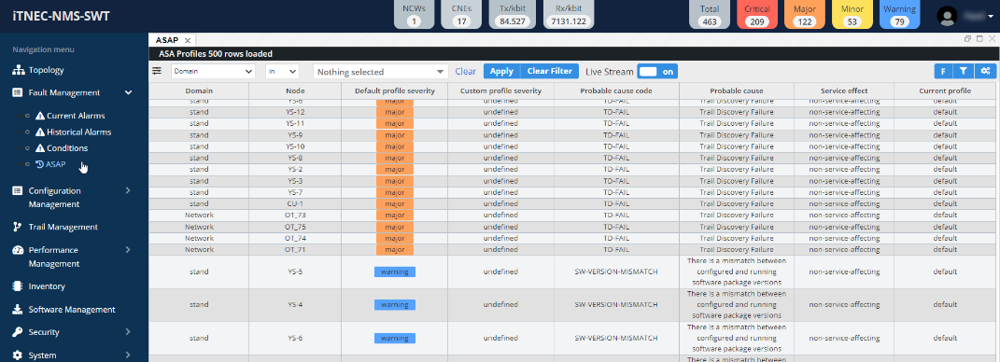 iTNEC-NMS-SWT
NCWs
1
CNEs
17
Tx/kbit
84.527
Rx/kbit
7131.122
Total
463
Critical
209
Major
122
Minor
53
Warning
79
Navigation menu
Topology
Fault Management
Current Alarms
Historical Alarms
Conditions
ASAP
Configuration
Management
Trail Management
Performance
Management
Inventory
Software Management
Security
System
ASAP
ASA Profiles 500 rows loaded
Domain In Nothing selected Clear Apply Clear Filter Live Stream on F
Domain Node Default profile severity Custom profile severity Probable cause code Probable cause Service effect Current profile
stand YS-6 major undefined TD-FAIL Trail Discovery Failure non-service-affecting default
stand YS-12 major undefined TD-FAIL Trail Discovery Failure non-service-affecting default
stand YS-11 major undefined TD-FAIL Trail Discovery Failure non-service-affecting default
stand YS-9 major undefined TD-FAIL Trail Discovery Failure non-service-affecting default
stand YS-10 major undefined TD-FAIL Trail Discovery Failure non-service-affecting default
stand YS-8 major undefined TD-FAIL Trail Discovery Failure non-service-affecting default
stand YS-2 major undefined TD-FAIL Trail Discovery Failure non-service-affecting default
stand YS-3 major undefined TD-FAIL Trail Discovery Failure non-service-affecting default
stand YS-7 major undefined TD-FAIL Trail Discovery Failure non-service-affecting default
stand CU-1 major undefined TD-FAIL Trail Discovery Failure non-service-affecting default
Network OT_73 major undefined TD-FAIL Trail Discovery Failure non-service-affecting default
Network OT_75 major undefined TD-FAIL Trail Discovery Failure non-service-affecting default
Network OT_74 major undefined TD-FAIL Trail Discovery Failure non-service-affecting default
Network OT_71 major undefined TD-FAIL Trail Discovery Failure non-service-affecting default
There is a mismatch between
stand YS-5 warning undefined SW-VERSION-MISMATCH configured and running non-service-affecting default
software package versions
There is a mismatch between
stand YS-4 warning undefined SW-VERSION-MISMATCH configured and running non-service-affecting default
software package versions
There is a mismatch between
stand YS-6 warning undefined SW-VERSION-MISMATCH configured and running non-service-affecting default
software package versions
There is a mismatch between